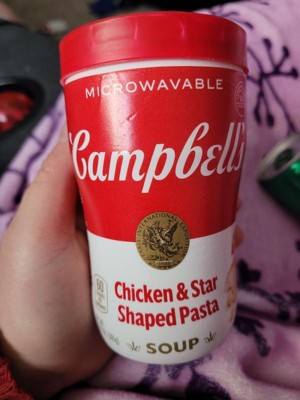 MICROWAVABLE
Campbell's
Chicken & Star
Shaped Pasta
SOUP